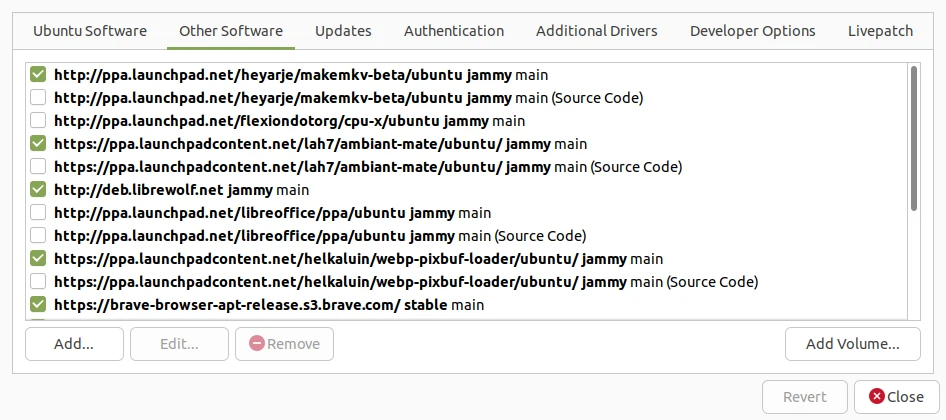 Ubuntu Software Other Software Updates Authentication Additional Drivers Developer Options Livepatch
http://ppa.launchpad.net/heyarje/makemkv-beta/ubuntu jammy main
http://ppa.launchpad.net/heyarje/makemkv-beta/ubuntu jammy main (Source Code)
http://ppa.launchpad.net/flexiondotorg/cpu-x/ubuntu jammy main
https://ppa.launchpadcontent.net/lah7/ambiant-mate/ubuntu/ jammy main
https://ppa.launchpadcontent.net/lah7/ambiant-mate/ubuntu/ jammy main (Source Code)
http://deb.librewolf.net jammy main
http://ppa.launchpad.net/libreoffice/ppa/ubuntu jammy main
http://ppa.launchpad.net/libreoffice/ppa/ubuntu jammy main (Source Code)
https://ppa.launchpadcontent.net/helkaluin/webp-pixbuf-loader/ubuntu/ jammy main
https://ppa.launchpadcontent.net/helkaluin/webp-pixbuf-loader/ubuntu/ jammy main (Source Code)
https://brave-browser-apt-release.s3.brave.com/ stable main
Add... Edit... Remove Add Volume...
Revert Close